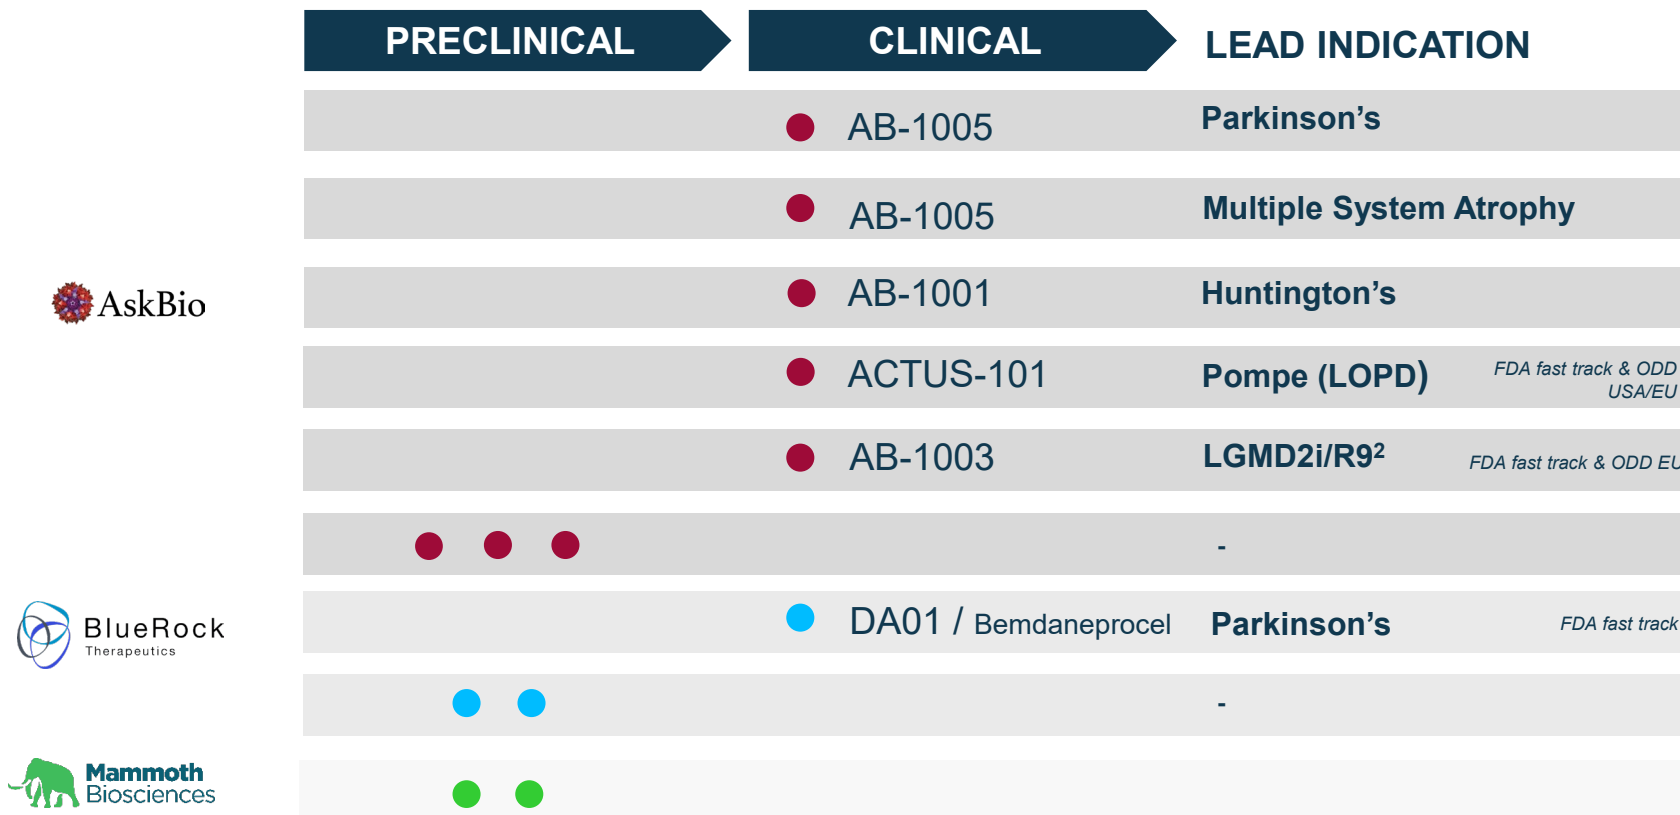 PRECLINICAL
CLINICAL
LEAD INDICATION
AB-1005
Parkinson’s
AB-1005
Multiple System Atrophy
AskBio
AB-1001
Huntington’s
ACTUS-101
Pompe (LOPD)
FDA fast track & ODD
USA/EU
AB-1003
LGMD2i/R9²
FDA fast track & ODD EU
-
BlueRock
Therapeutics
DA01 / Bemdaneprocel
Parkinson’s
FDA fast track
-
Mammoth
Biosciences